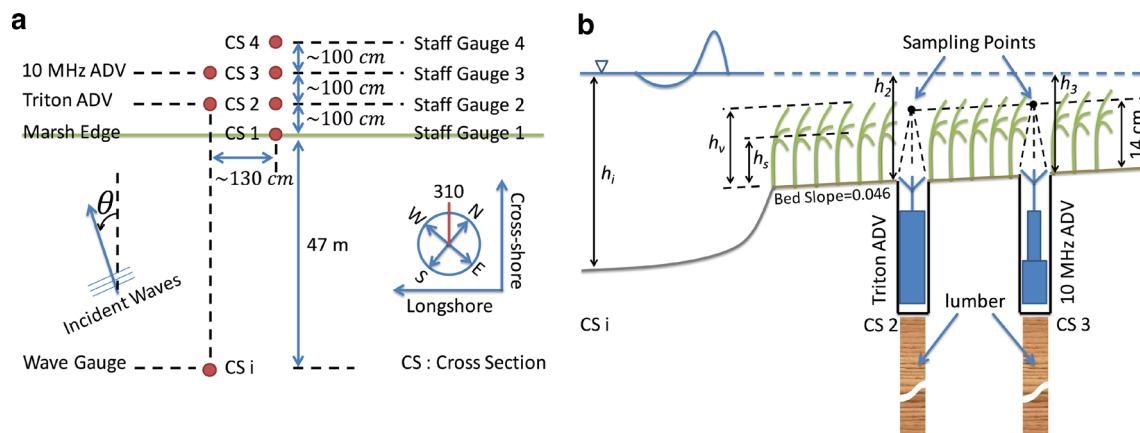 a
CS 4
~100 cm
Staff Gauge 4
10 MHz ADV
CS 3
Staff Gauge 3
~100 cm
Triton ADV
CS 2
Staff Gauge 2
~100 cm
Marsh Edge
CS 1
Staff Gauge 1
~130 cm
θ
Incident Waves
47 m
310
W
N
S
E
Cross-shore
Longshore
Wave Gauge
CS i
CS : Cross Section
b
Sampling Points
h2
h3
hv
hs
hi
14 cm
Bed Slope=0.046
Triton ADV
10 MHz ADV
lumber
CS i
CS 2
CS 3